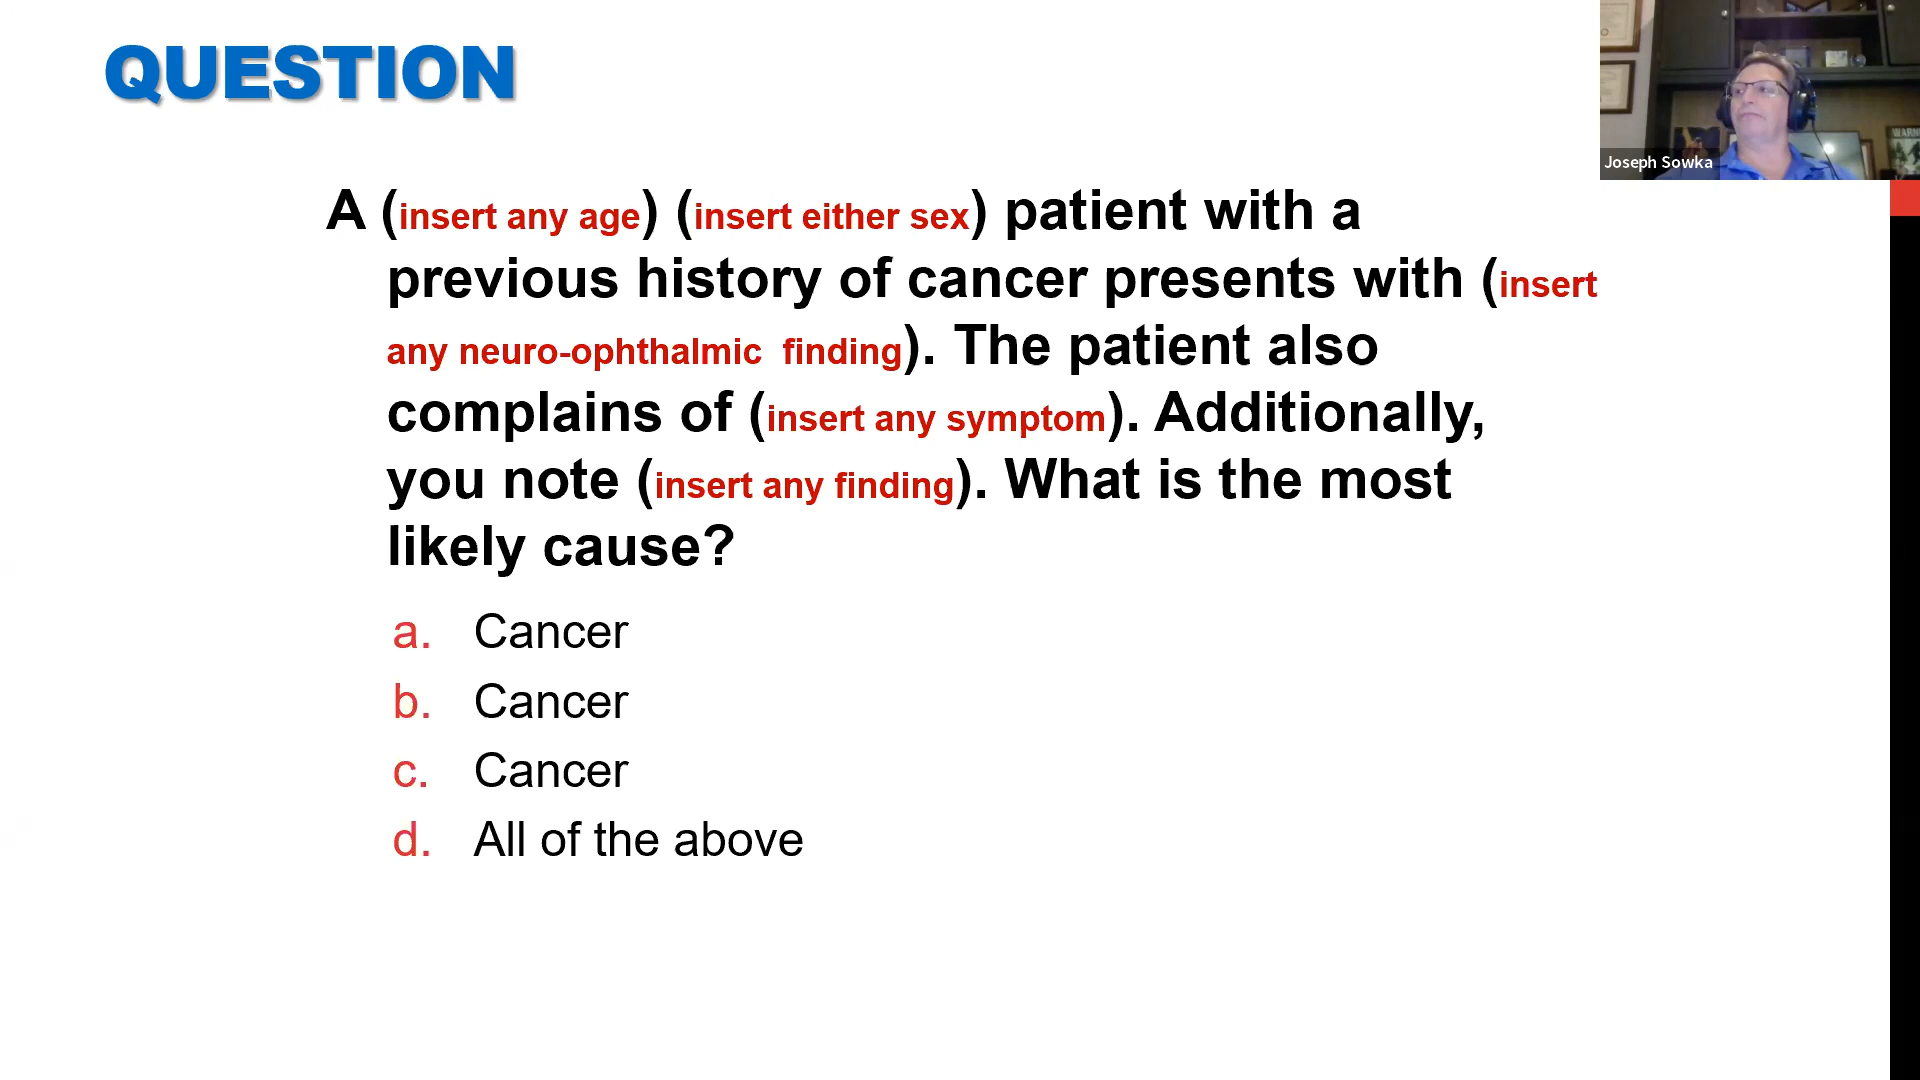 QUESTION
A (insert any age) (insert either sex) patient with a
previous history of cancer presents with (insert
any neuro-ophthalmic finding). The patient also
complains of (insert any symptom). Additionally,
you note (insert any finding). What is the most
likely cause?
a. Cancer
b. Cancer
c. Cancer
d. All of the above
Joseph Sowka